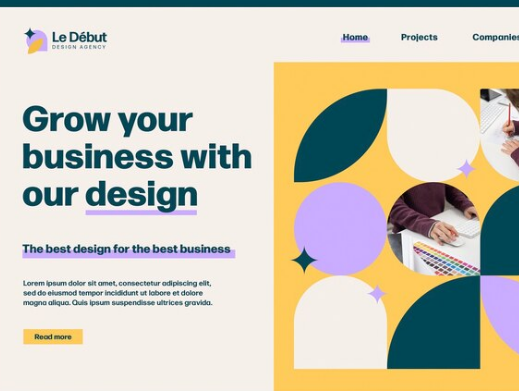 Le Début
DESIGN AGENCY
Home
Projects
Companies
Grow your
business with
our design
The best design for the best business
Lorem ipsum dolor sit amet, consectetur adipiscing elit,
sed do eiusmod tempor incididunt ut labore et dolore
magna aliqua. Quis ipsum suspendisse ultrices gravida.
Read more